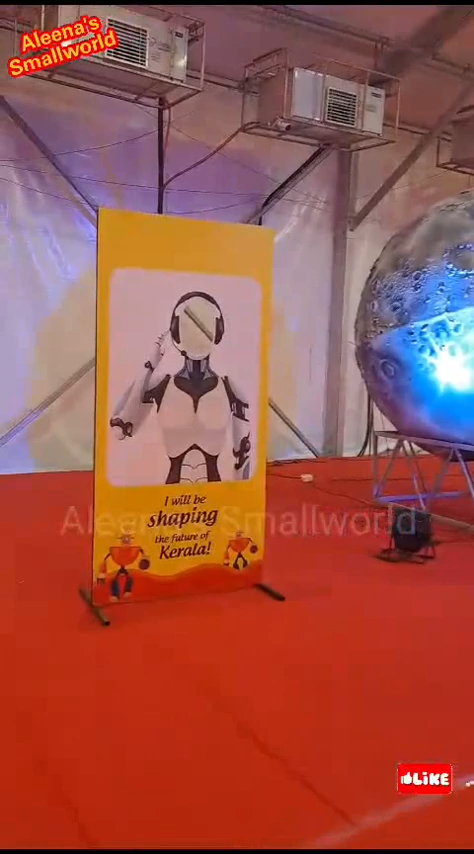 Aleena's
Smallworld
I will be
shaping
the future of
Kerala!
Aleena's Smallworld
LIKE